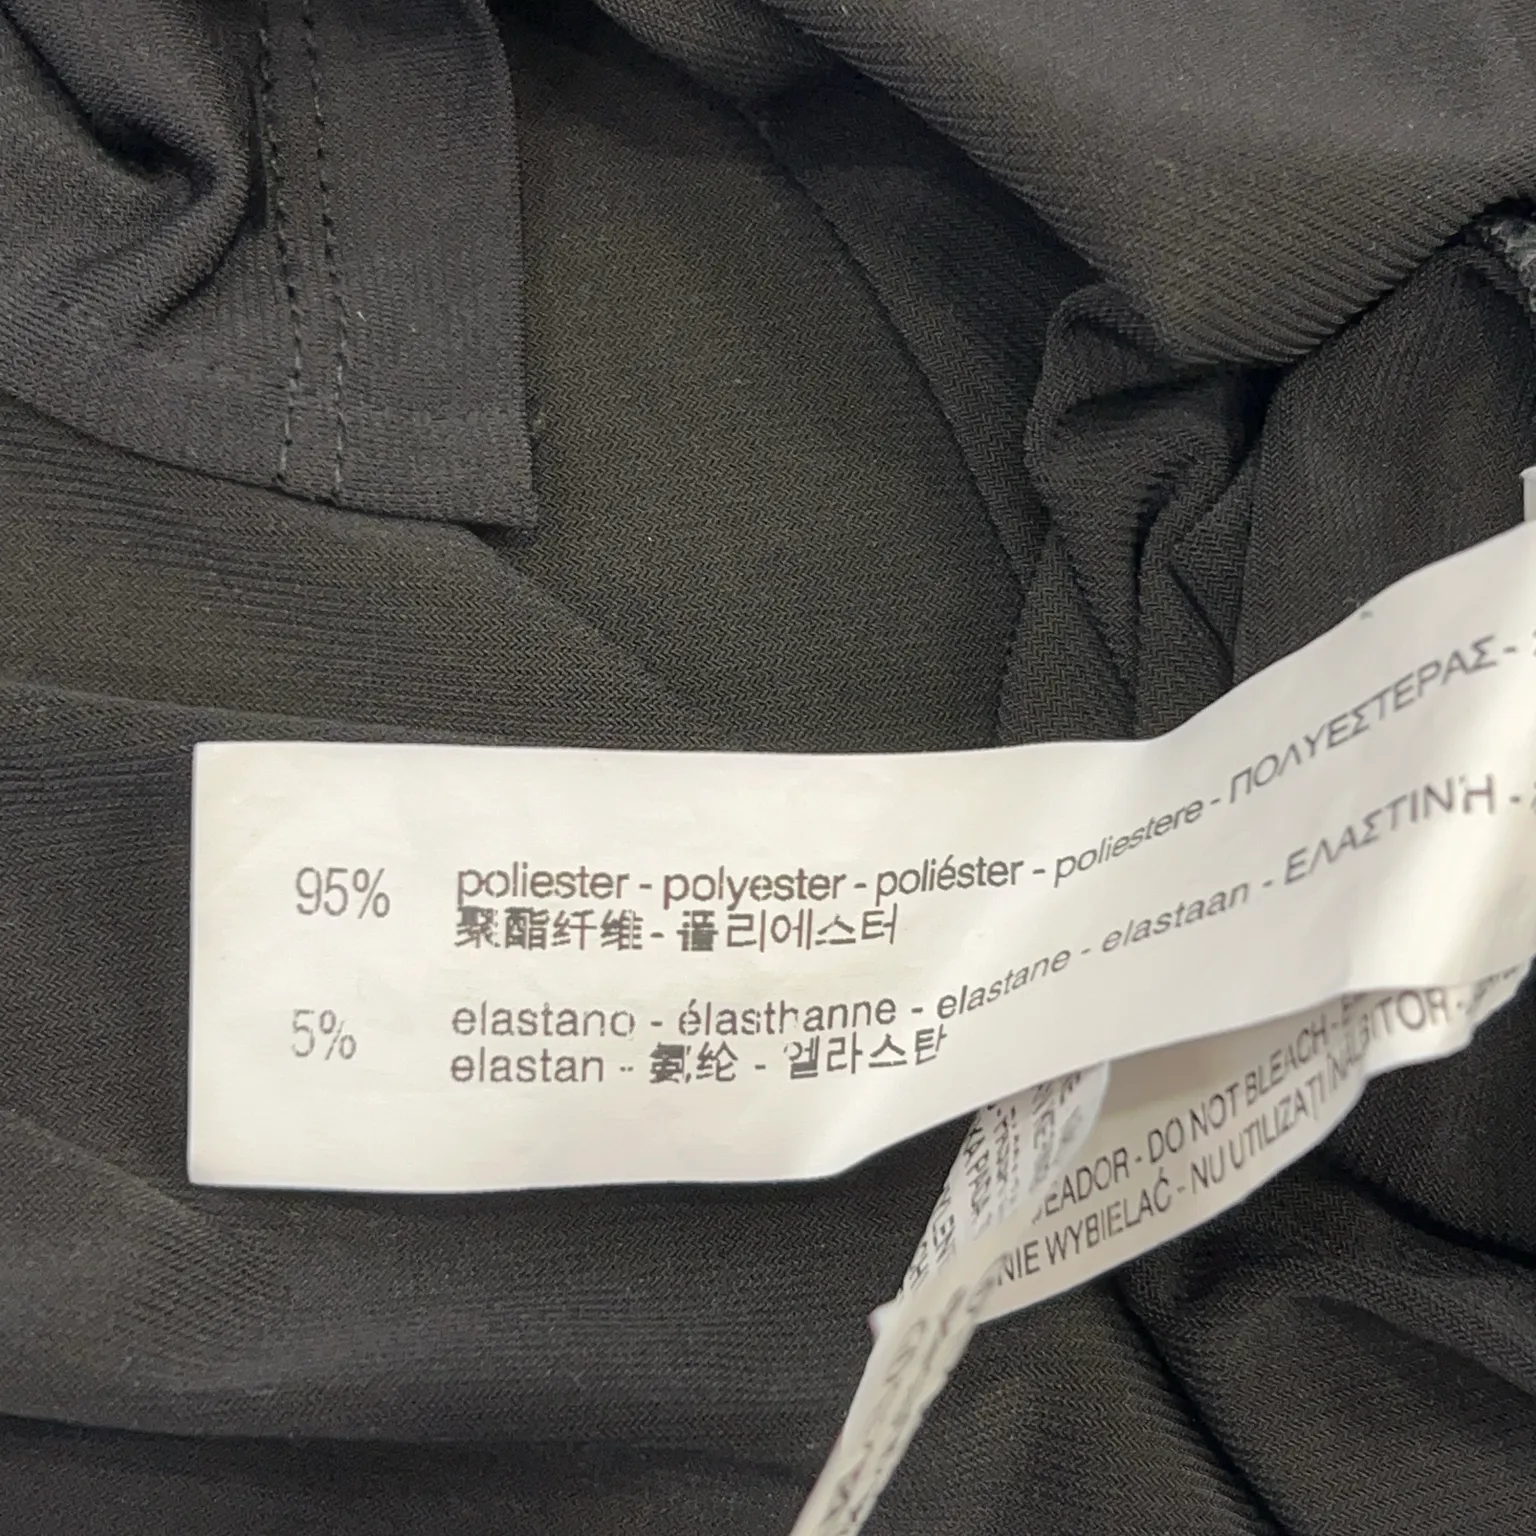 95% poliester - polyester - poliéster - poliestere - ΠΟΛΥΕΣΤΕΡΑΣ -
聚酯纤维 - 폴리에스터
5% elastano - élasthanne - elastane - elastaan - ΕΛΑΣΤΙΝΗ -
elastan - 氨纶 - 엘라스탄
DO NOT BLEACH -
NIE WYBIELAĆ - NU UTILIZAȚI ÎNĂLBITOR -